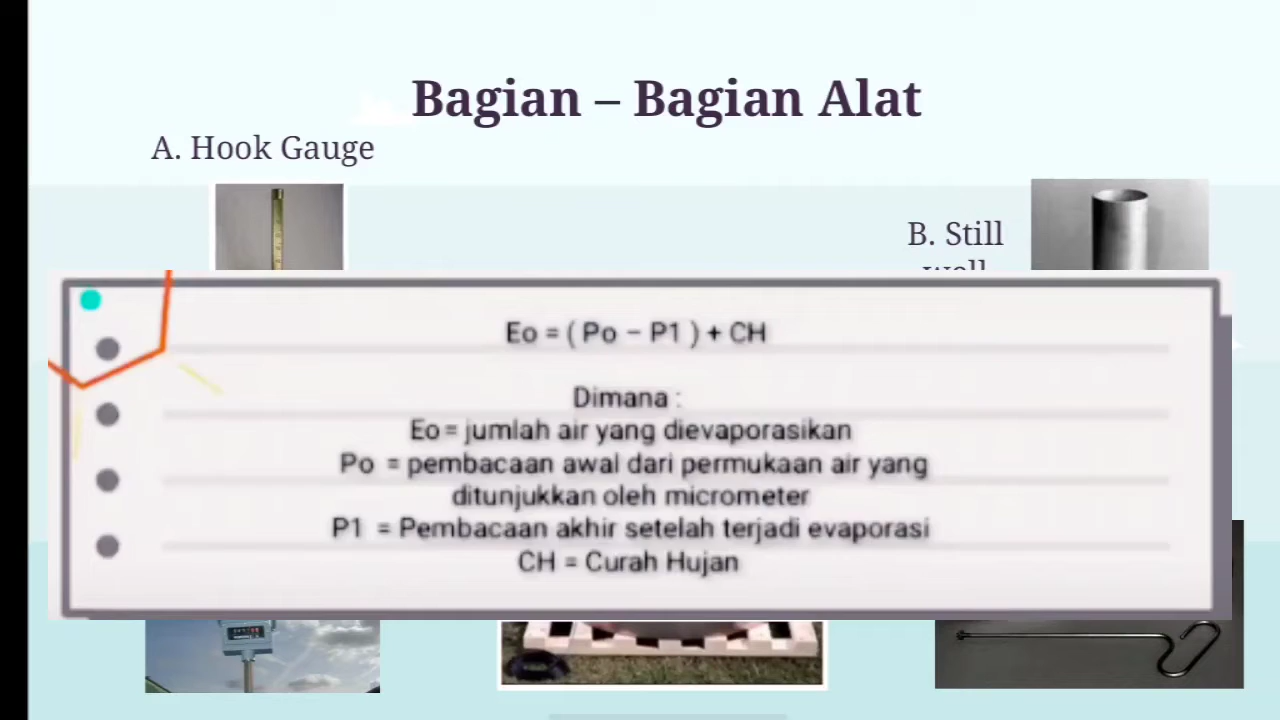 Bagian – Bagian Alat
A. Hook Gauge
B. Still
well
Eo = ( Po – P1 ) + CH
Dimana :
Eo = jumlah air yang dievaporasikan
Po = pembacaan awal dari permukaan air yang
ditunjukkan oleh micrometer
P1 = Pembacaan akhir setelah terjadi evaporasi
CH = Curah Hujan